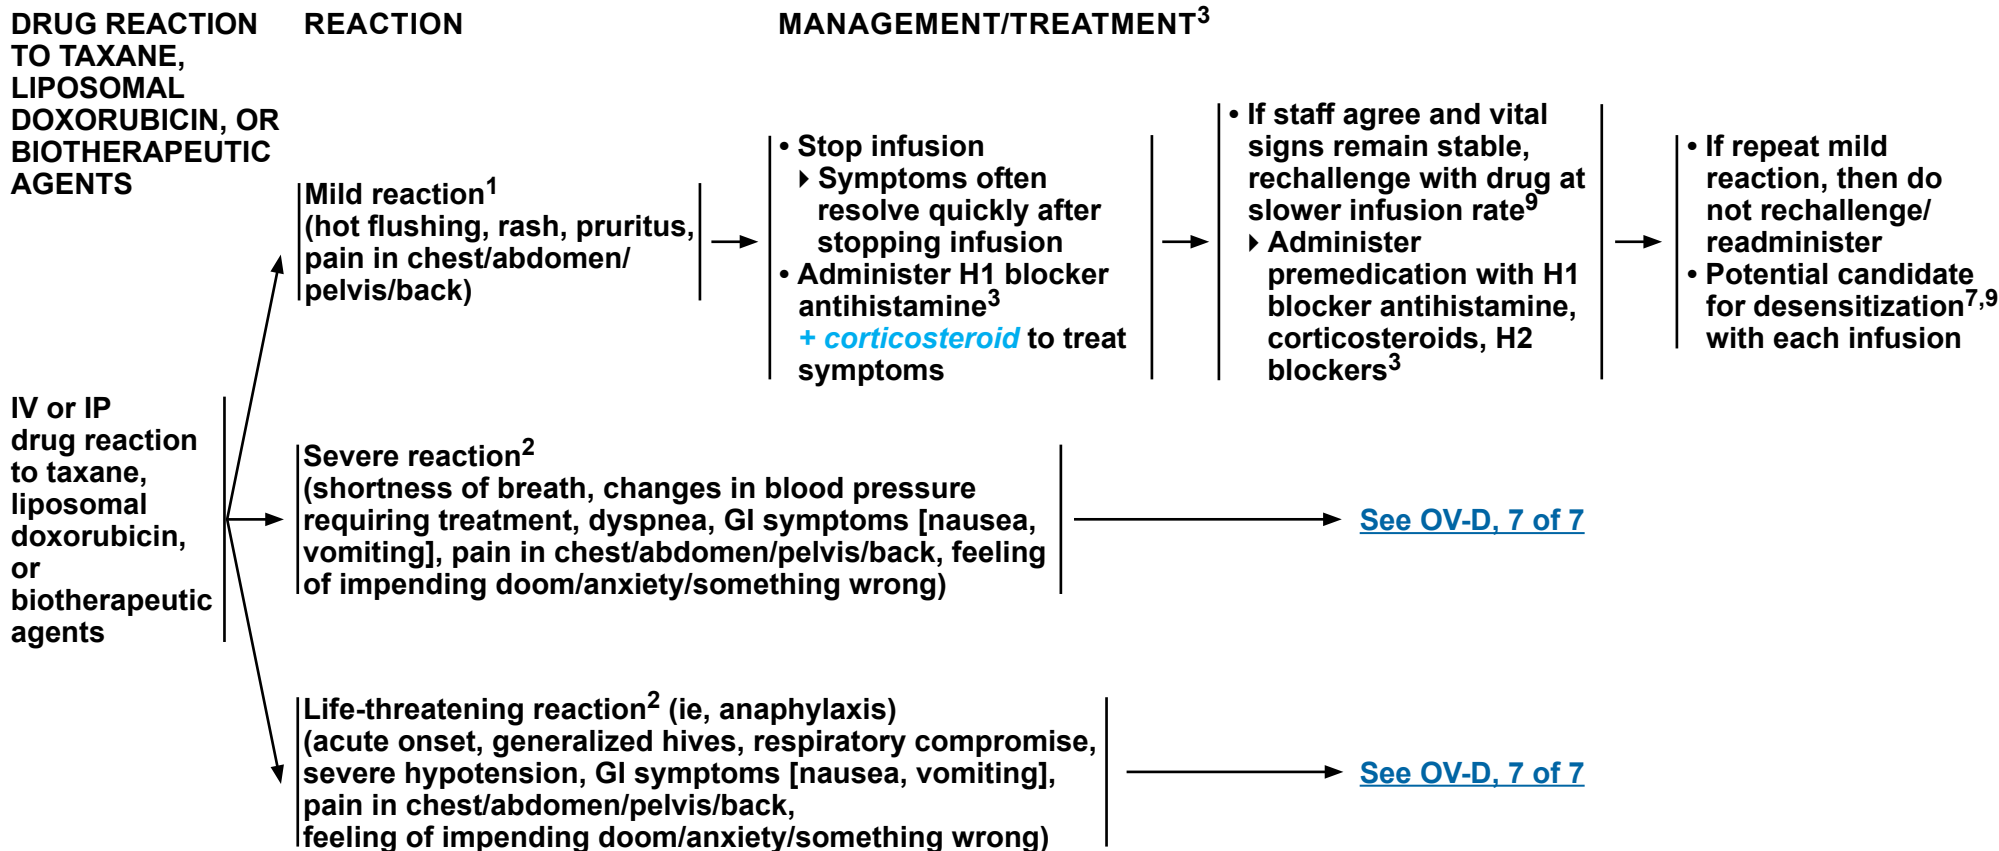 DRUG REACTION
TO TAXANE,
LIPOSOMAL
DOXORUBICIN, OR
BIOTHERAPEUTIC
AGENTS
REACTION
MANAGEMENT/TREATMENT3
IV or IP
drug reaction
to taxane,
liposomal
doxorubicin,
or
biotherapeutic
agents
Mild reaction1
(hot flushing, rash, pruritus,
pain in chest/abdomen/
pelvis/back)
• Stop infusion
▸ Symptoms often
resolve quickly after
stopping infusion
• Administer H1 blocker
antihistamine3
+ corticosteroid to treat
symptoms
• If staff agree and vital
signs remain stable,
rechallenge with drug at
slower infusion rate9
▸ Administer
premedication with H1
blocker antihistamine,
corticosteroids, H2
blockers3
• If repeat mild
reaction, then do
not rechallenge/
readminister
• Potential candidate
for desensitization7,9
with each infusion
Severe reaction2
(shortness of breath, changes in blood pressure
requiring treatment, dyspnea, GI symptoms [nausea,
vomiting], pain in chest/abdomen/pelvis/back, feeling
of impending doom/anxiety/something wrong)
See OV-D, 7 of 7
Life-threatening reaction2 (ie, anaphylaxis)
(acute onset, generalized hives, respiratory compromise,
severe hypotension, GI symptoms [nausea, vomiting],
pain in chest/abdomen/pelvis/back,
feeling of impending doom/anxiety/something wrong)
See OV-D, 7 of 7